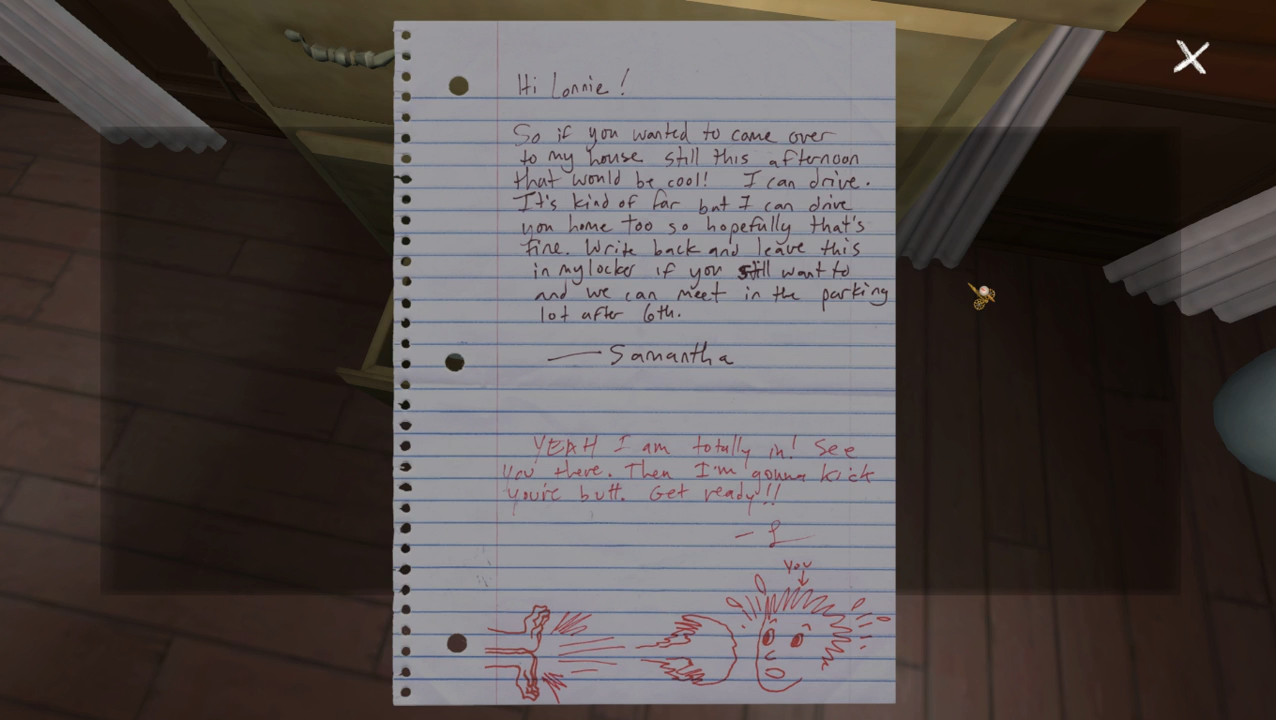 Hi Lonnie!
So if you wanted to come over
to my house still this afternoon
that would be cool! I can drive.
It's kind of far but I can drive
you home too so hopefully that's
fine. Write back and leave this
in my locker if you still want to
and we can meet in the parking
lot after 6th.
— Samantha
YEAH I am totally in! See
you there. Then I'm gonna kick
you're butt. Get ready!!
- L
You